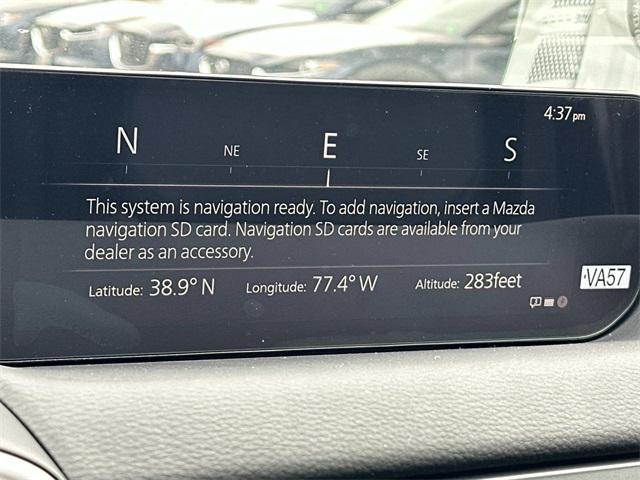 4:37pm
N NE E SE S
This system is navigation ready. To add navigation, insert a Mazda
navigation SD card. Navigation SD cards are available from your
dealer as an accessory.
Latitude: 38.9° N Longitude: 77.4° W Altitude: 283feet
VA57